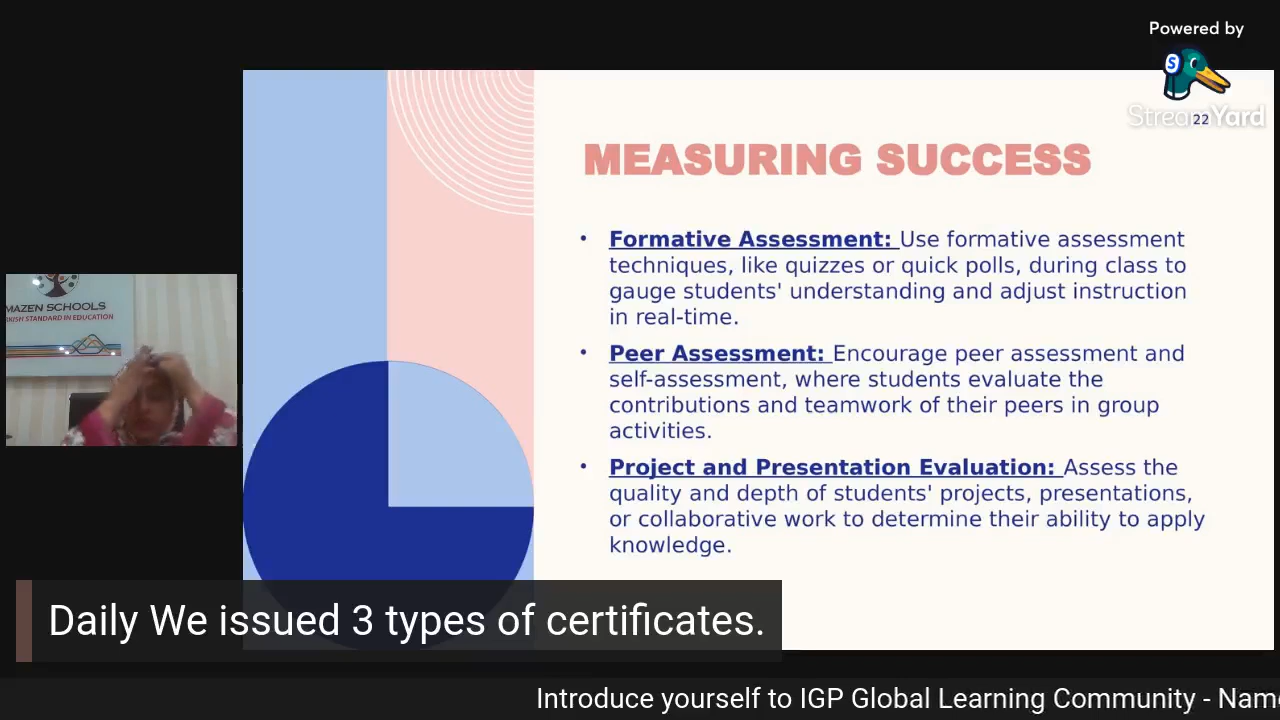 Powered by
StreamYard
22
MEASURING SUCCESS
• Formative Assessment: Use formative assessment
techniques, like quizzes or quick polls, during class to
gauge students' understanding and adjust instruction
in real-time.
• Peer Assessment: Encourage peer assessment and
self-assessment, where students evaluate the
contributions and teamwork of their peers in group
activities.
• Project and Presentation Evaluation: Assess the
quality and depth of students' projects, presentations,
or collaborative work to determine their ability to apply
knowledge.
MAZEN SCHOOLS
STANDARD IN EDUCATION
Daily We issued 3 types of certificates.
Introduce yourself to IGP Global Learning Community - Nam